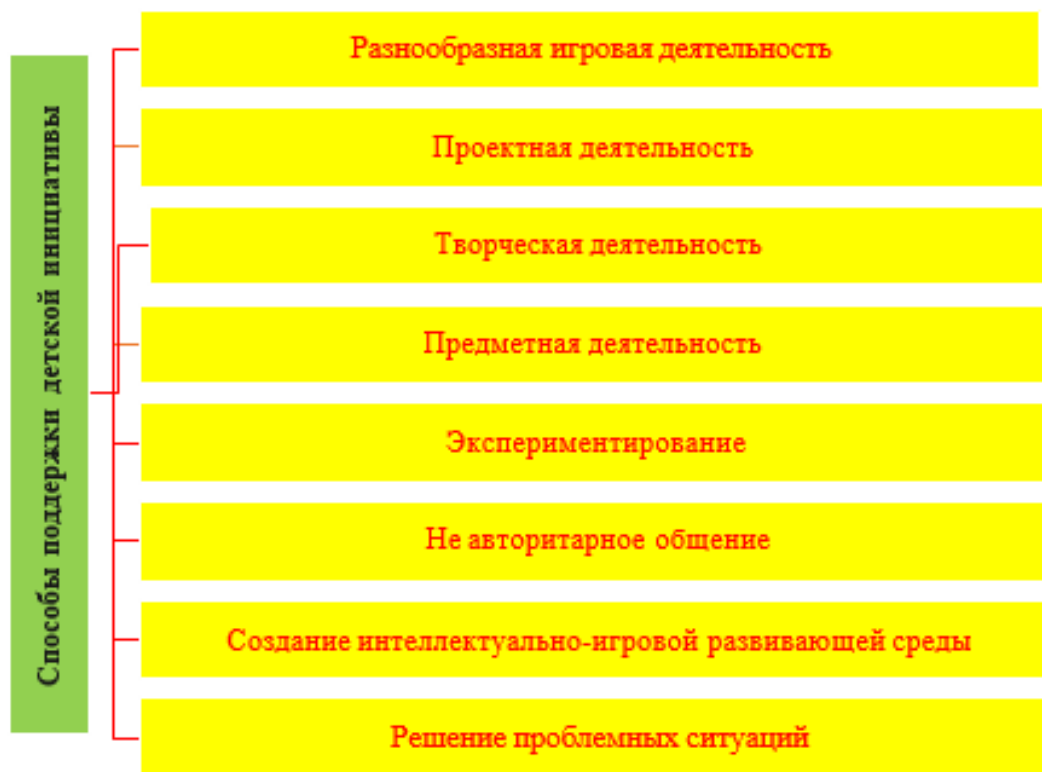 Способы поддержки детской инициативы
Разнообразная игровая деятельность
Проектная деятельность
Творческая деятельность
Предметная деятельность
Экспериментирование
Не авторитарное общение
Создание интеллектуально-игровой развивающей среды
Решение проблемных ситуаций